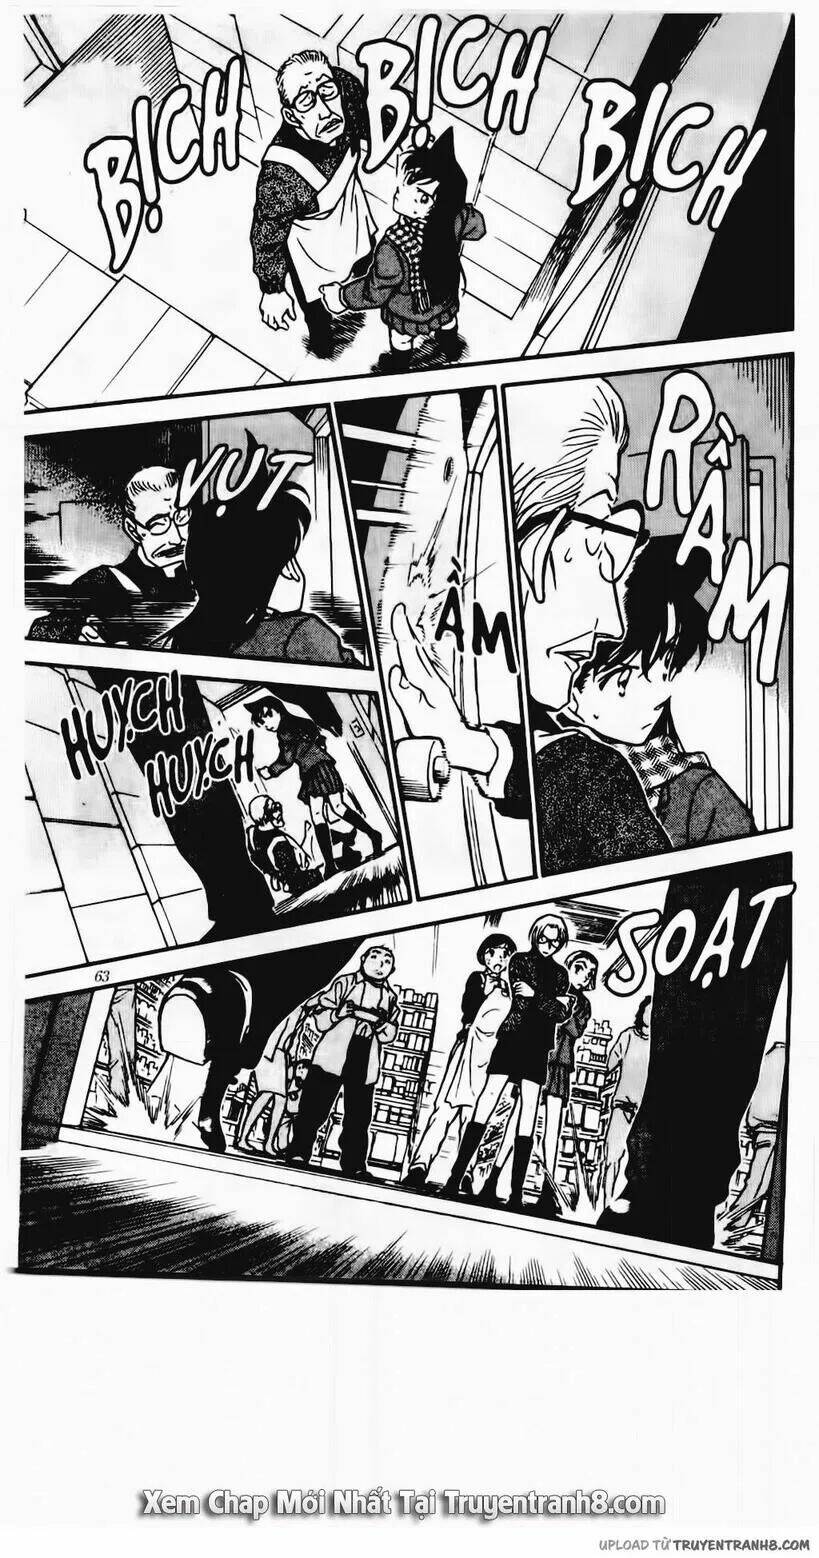 BỊCH
BỊCH
BỊCH
VỤT
ẦM
RẦM
HUỴCH
HUỴCH
SOẠT
63
Xem Chap Mới Nhất Tại Truyentranh8.com
UPLOAD TỪ TRUYENTRANH8.COM